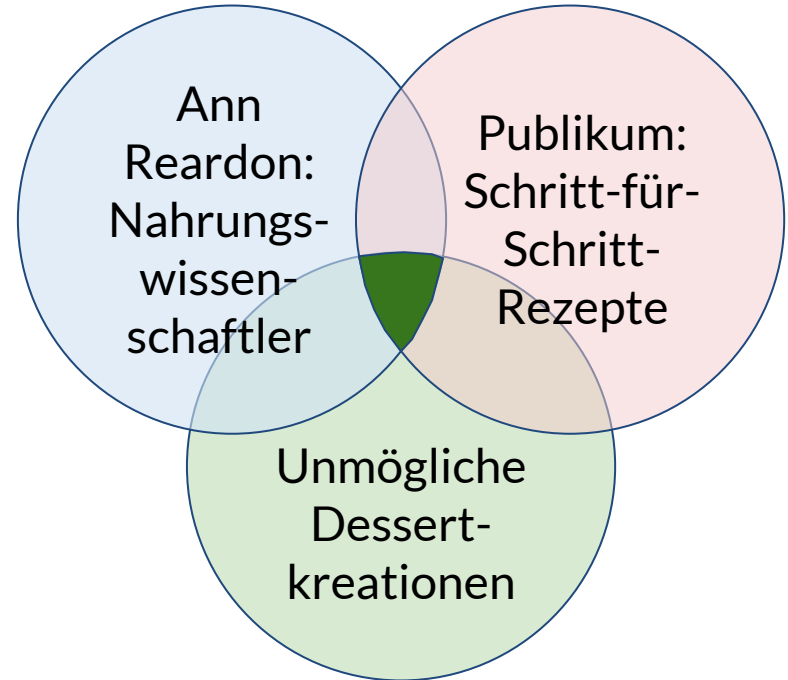 Ann
Reardon:
Nahrungs-
wissen-
schaftler
Publikum:
Schritt-für-
Schritt-
Rezepte
Unmögliche
Dessert-
kreationen